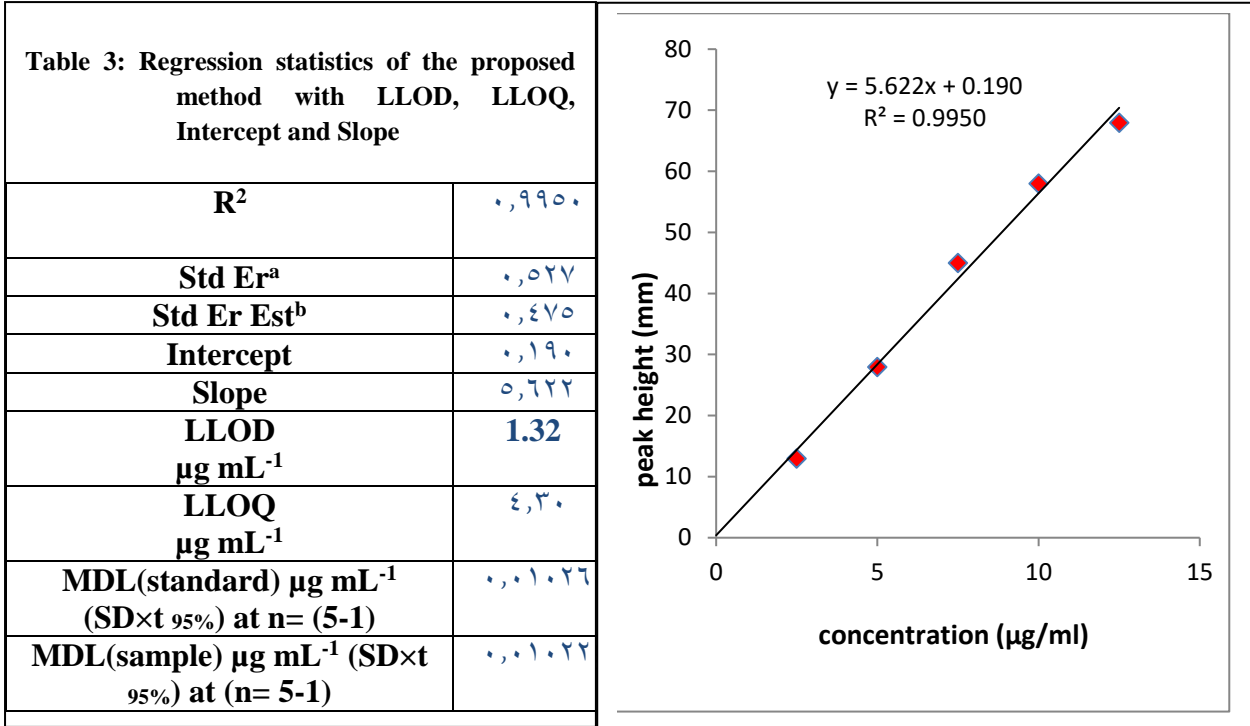 Table 3: Regression statistics of the proposed
method with LLOD, LLOQ,
Intercept and Slope
R² ٠,٩٩٥٠
Std Erᵃ ٠,٥٢٧
Std Er Estᵇ ٠,٤٧٥
Intercept ٠,١٩٠
Slope ٥,٦٢٢
LLOD 1.32
µg mL⁻¹
LLOQ ٤,٣٠
µg mL⁻¹
MDL(standard) µg mL⁻¹ ٠,٠١٠٢٦
(SD×t 95%) at n= (5-1)
MDL(sample) µg mL⁻¹ (SD×t ٠,٠١٠٢٢
95%) at (n= 5-1)
y = 5.622x + 0.190
R² = 0.9950
peak height (mm)
80
70
60
50
40
30
20
10
0
0 5 10 15
concentration (µg/ml)